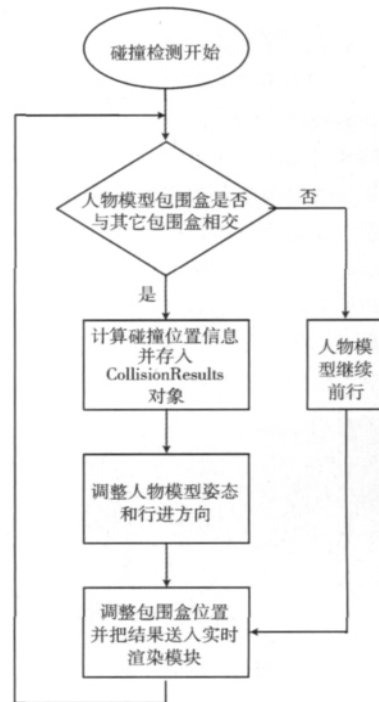 碰撞检测开始
人物模型包围盒是否
与其它包围盒相交
否
是
计算碰撞位置信息
并存入
CollisionResults
对象
人物模
型继续
前行
调整人物模型姿态
和行进方向
调整包围盒位置
并把结果送入实时
渲染模块